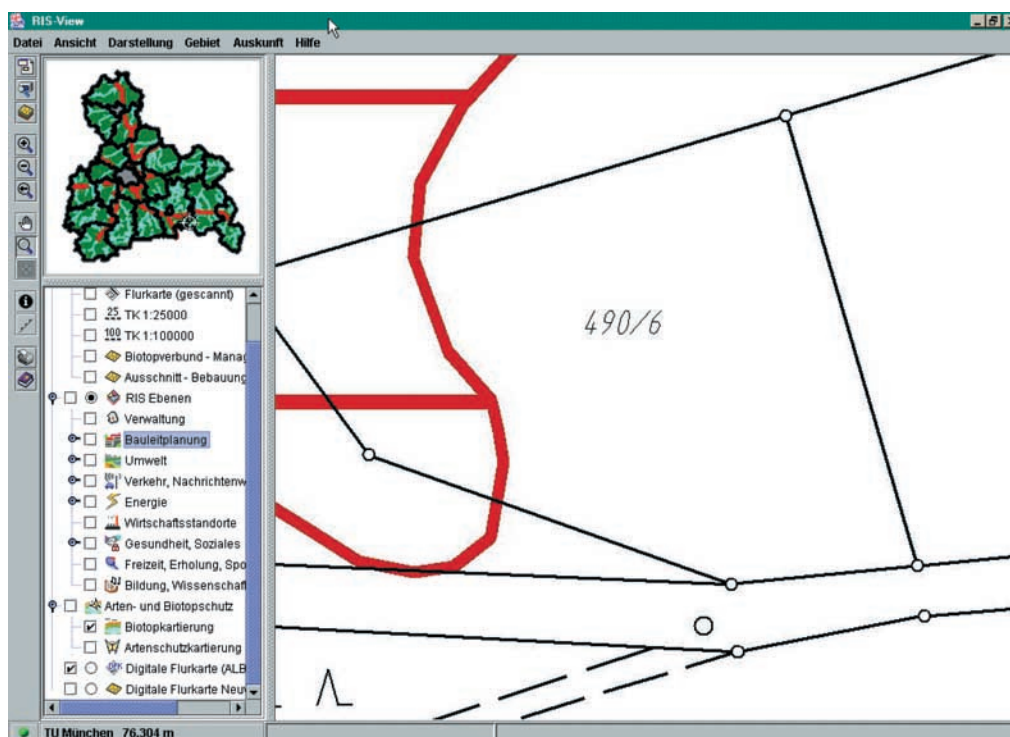 RIS-View
Datei Ansicht Darstellung Gebiet Auskunft Hilfe
Flurkarte (gescannt)
25 TK 1:25000
100 TK 1:100000
Biotopverbund - Manag
Ausschnitt - Bebauung
RIS Ebenen
Verwaltung
Bauleitplanung
Umwelt
Verkehr, Nachrichtenw
Energie
Wirtschaftsstandorte
Gesundheit, Soziales
Freizeit, Erholung, Spo
Bildung, Wissenschaf
Arten- und Biotopschutz
Biotopkartierung
Artenschutzkartierung
Digitale Flurkarte (ALB
Digitale Flurkarte Neu
490/6
TU München 76,304 m